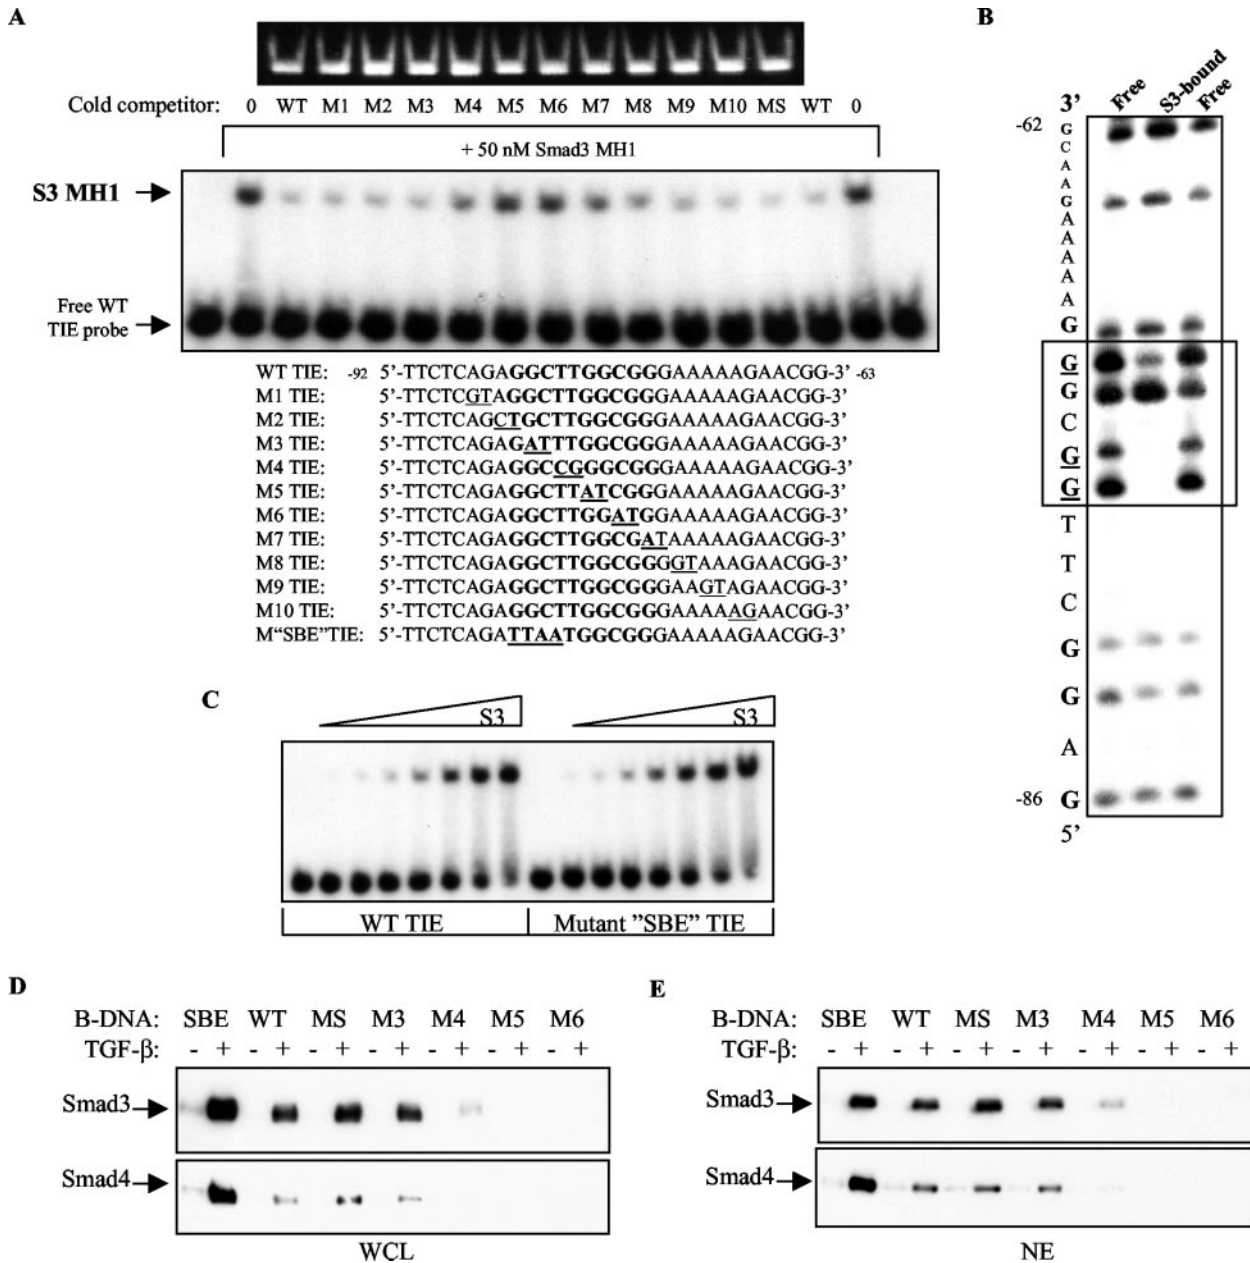 A
Cold competitor: 0 WT M1 M2 M3 M4 M5 M6 M7 M8 M9 M10 MS WT 0
+ 50 nM Smad3 MH1
S3 MH1
Free WT
TIE probe
WT TIE: -92 5’-TTCTCAGAGGCTTGGCGGGAAAAAGAACGG-3’ -63
M1 TIE: 5’-TTCTCGTAGGCTTGGCGGGAAAAAGAACGG-3’
M2 TIE: 5’-TTCTCAGCTGCTTGGCGGGAAAAAGAACGG-3’
M3 TIE: 5’-TTCTCAGAGATTTGGCGGGAAAAAGAACGG-3’
M4 TIE: 5’-TTCTCAGAGGCCGGGCGGGAAAAAGAACGG-3’
M5 TIE: 5’-TTCTCAGAGGCTTATCGGGAAAAAGAACGG-3’
M6 TIE: 5’-TTCTCAGAGGCTTGGATGGAAAAAGAACGG-3’
M7 TIE: 5’-TTCTCAGAGGCTTGGCGATAAAAAGAACGG-3’
M8 TIE: 5’-TTCTCAGAGGCTTGGCGGGGTAAAGAACGG-3’
M9 TIE: 5’-TTCTCAGAGGCTTGGCGGGAAGTAGAACGG-3’
M10 TIE: 5’-TTCTCAGAGGCTTGGCGGGAAAAAGAACGG-3’
M“SBE”TIE: 5’-TTCTCAGATTAATGGCGGGAAAAAGAACGG-3’
B
Free S3-bound Free
3’
-62 G
C
A
A
G
A
A
A
A
A
G
G
G
C
G
G
T
T
C
G
G
A
-86 G
5’
C
S3 S3
WT TIE Mutant ”SBE” TIE
D
B-DNA: SBE WT MS M3 M4 M5 M6
TGF-β: - + - + - + - + - + - + - +
Smad3
Smad4
WCL
E
B-DNA: SBE WT MS M3 M4 M5 M6
TGF-β: - + - + - + - + - + - + - +
Smad3
Smad4
NE